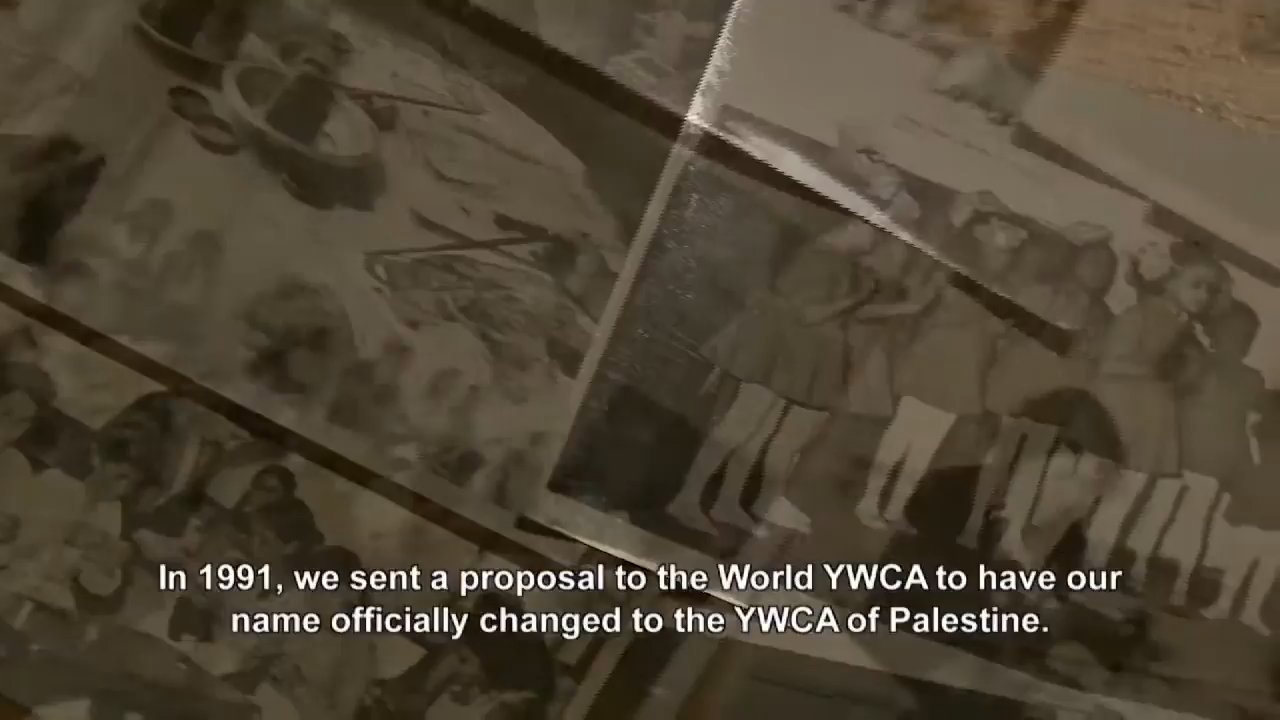 In 1991, we sent a proposal to the World YWCA to have our
name officially changed to the YWCA of Palestine.